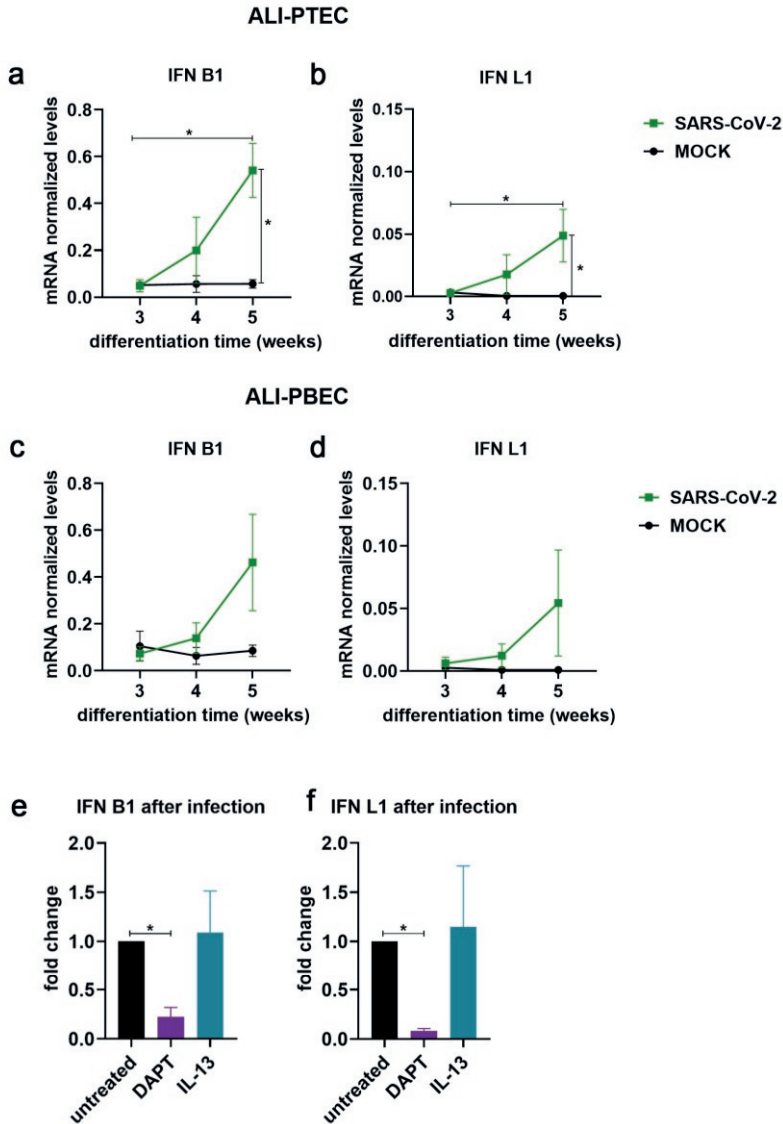 ALI-PTEC
a
IFN B1
mRNA normalized levels
0.8
0.6
0.4
0.2
0.0
*
*
3 4 5
differentiation time (weeks)
b
IFN L1
mRNA normalized levels
0.15
0.10
0.05
0.00
*
*
3 4 5
differentiation time (weeks)
SARS-CoV-2
MOCK
ALI-PBEC
c
IFN B1
mRNA normalized levels
0.8
0.6
0.4
0.2
0.0
3 4 5
differentiation time (weeks)
d
IFN L1
mRNA normalized levels
0.15
0.10
0.05
0.00
3 4 5
differentiation time (weeks)
SARS-CoV-2
MOCK
e
IFN B1 after infection
fold change
2.0
1.5
1.0
0.5
0.0
*
untreated
DAPT
IL-13
f
IFN L1 after infection
fold change
2.0
1.5
1.0
0.5
0.0
*
untreated
DAPT
IL-13